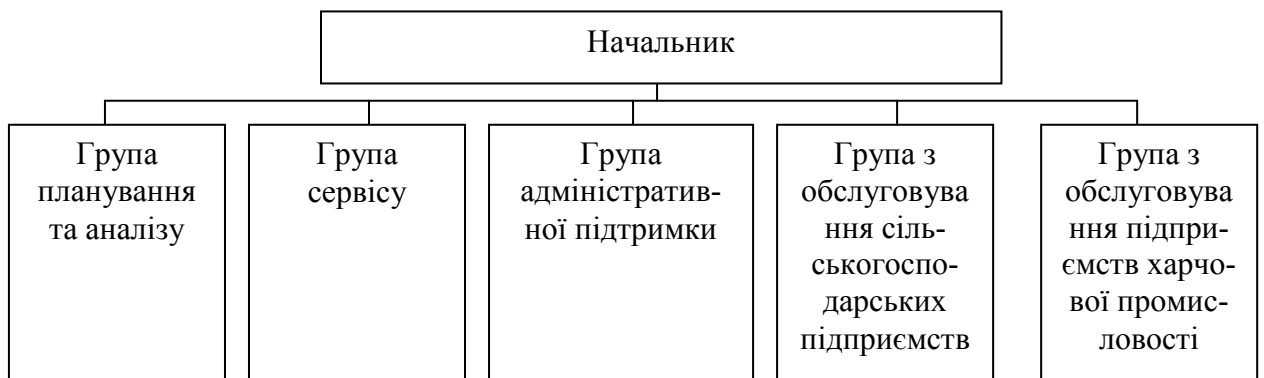 Начальник
Група
планування
та аналізу
Група
сервісу
Група
адміністратив-
ної підтримки
Група з
обслуговува
ння сіль-
ськогоспо-
дарських
підприємств
Група з
обслуговува
ння підпри-
ємств харчо-
вої промис-
ловості